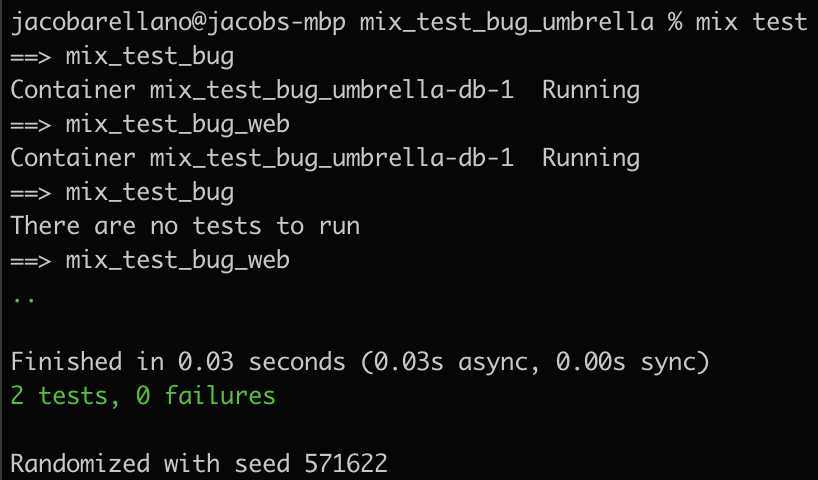 jacobarellano@jacobs-mbp mix_test_bug_umbrella % mix test
==> mix_test_bug
Container mix_test_bug_umbrella-db-1  Running
==> mix_test_bug_web
Container mix_test_bug_umbrella-db-1  Running
==> mix_test_bug
There are no tests to run
==> mix_test_bug_web
..
Finished in 0.03 seconds (0.03s async, 0.00s sync)
2 tests, 0 failures
Randomized with seed 571622